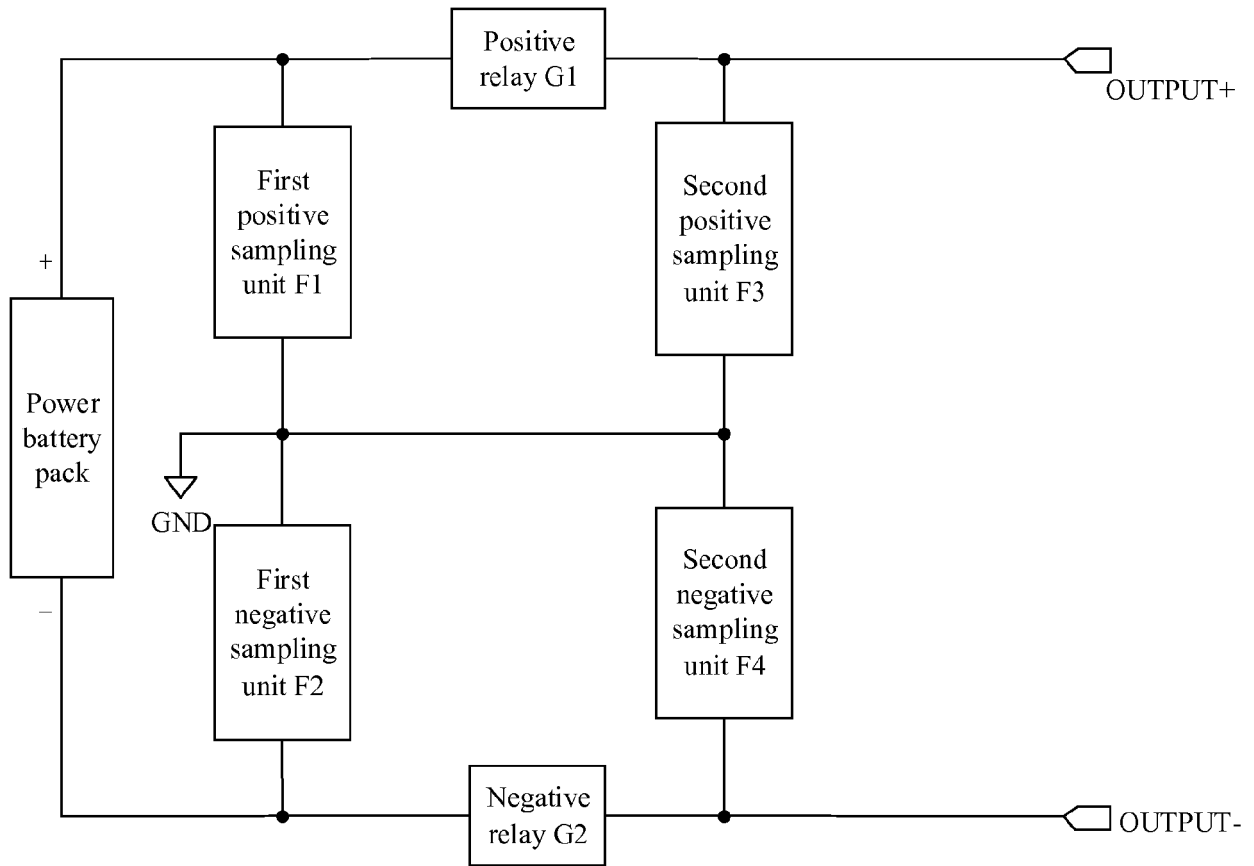 Positive
relay G1
OUTPUT+
First
positive
sampling
unit F1
Second
positive
sampling
unit F3
+
Power
battery
pack
−
GND
First
negative
sampling
unit F2
Second
negative
sampling
unit F4
Negative
relay G2
OUTPUT-